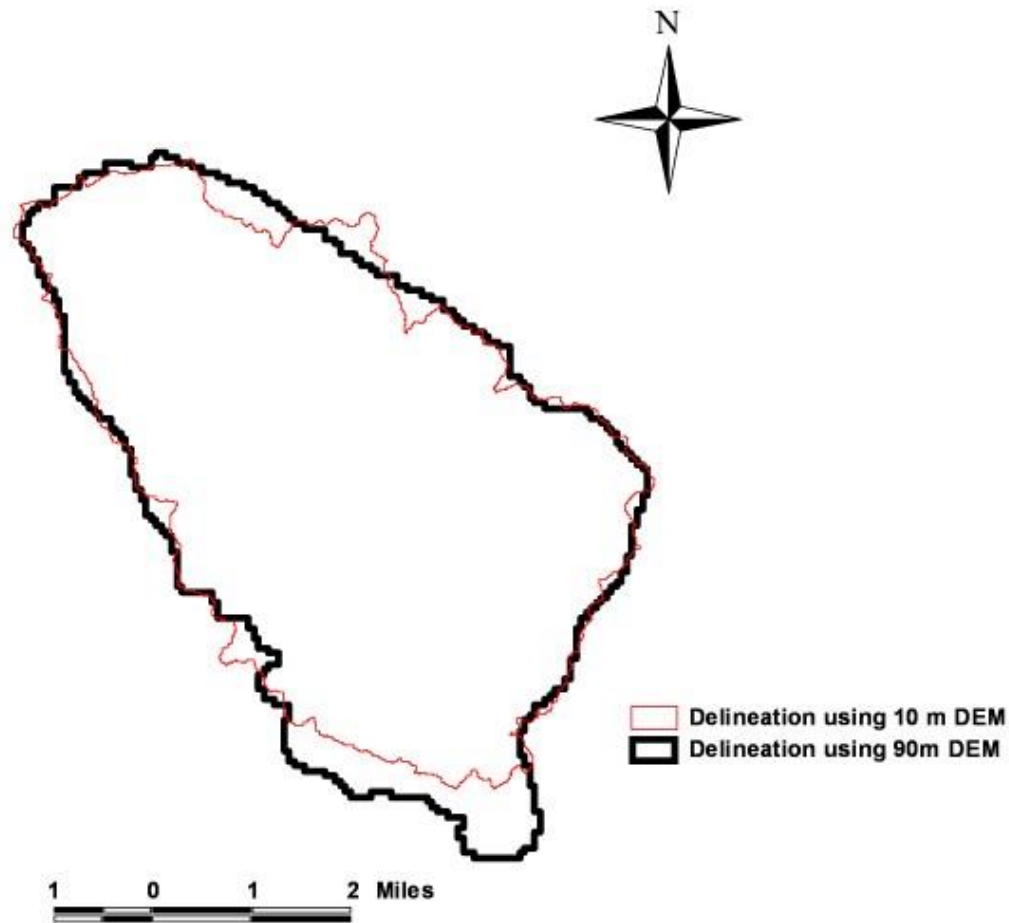 N
Delineation using 10 m DEM
Delineation using 90m DEM
1 0 1 2 Miles